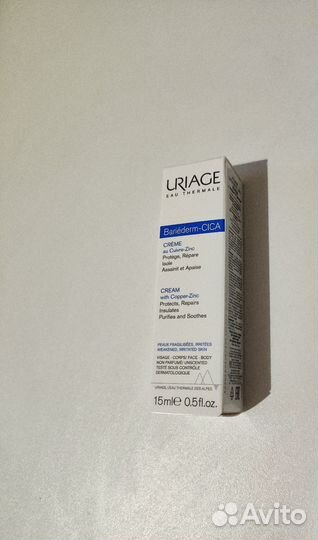 URIAGE
EAU THERMALE
Bariéderm-CICA
CRÈME
au Cuivre-Zinc
Protège, Répare
Isole
Assainit et Apaise
CREAM
with Copper-Zinc
Protects, Repairs
Insulates
Purifies and Soothes
PEAUX FRAGILISÉES, IRRITÉES
WEAKENED, IRRITATED SKIN
VISAGE - CORPS/ FACE - BODY
NON PARFUMÉ/ UNSCENTED
TESTÉ SOUS CONTRÔLE
DERMATOLOGIQUE
URIAGE, L'EAU THERMALE DES ALPES
15ml℮ 0.5fl.oz.
Avito